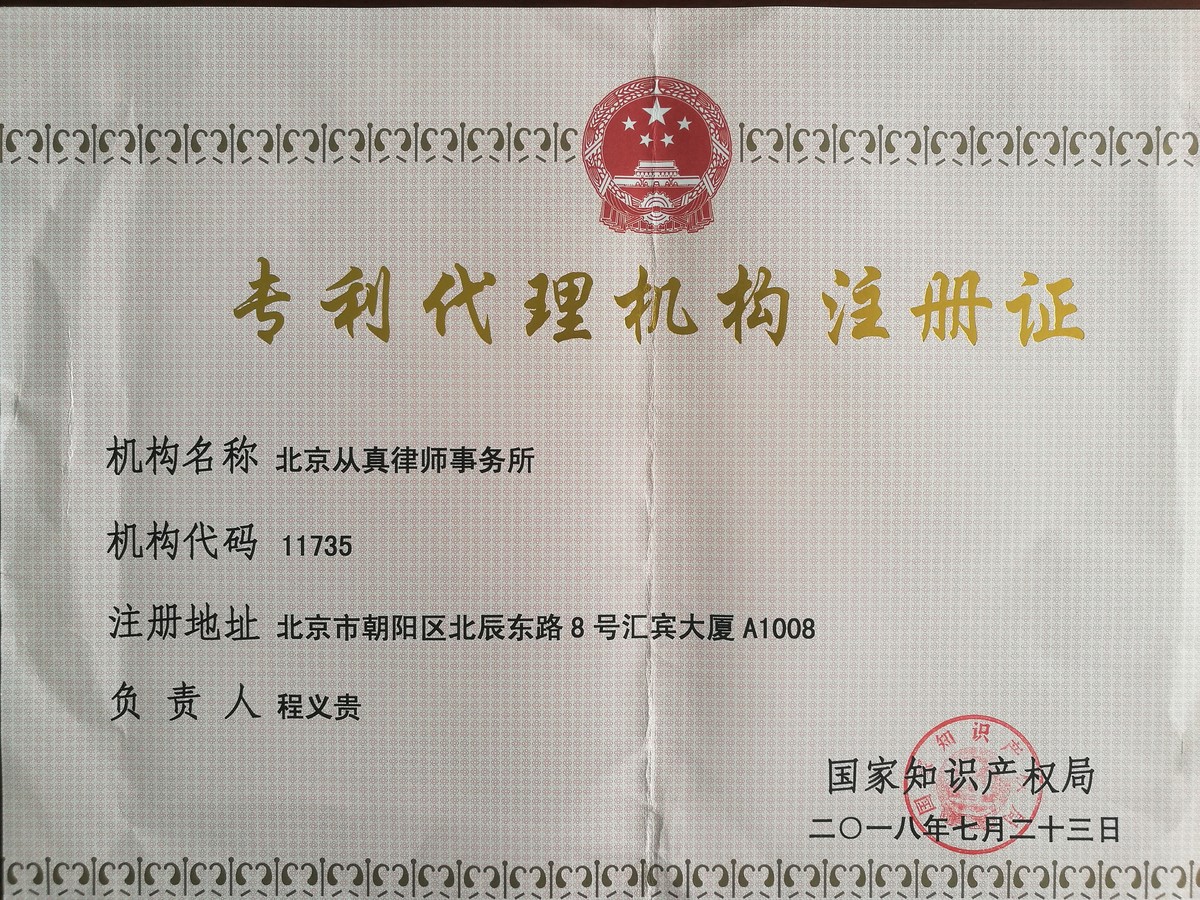 专利代理机构注册证
机构名称 北京从真律师事务所
机构代码 11735
注册地址 北京市朝阳区北辰东路8号汇宾大厦A1008
负责人 程义贵
国家知识产权局
二〇一八年七月二十三日